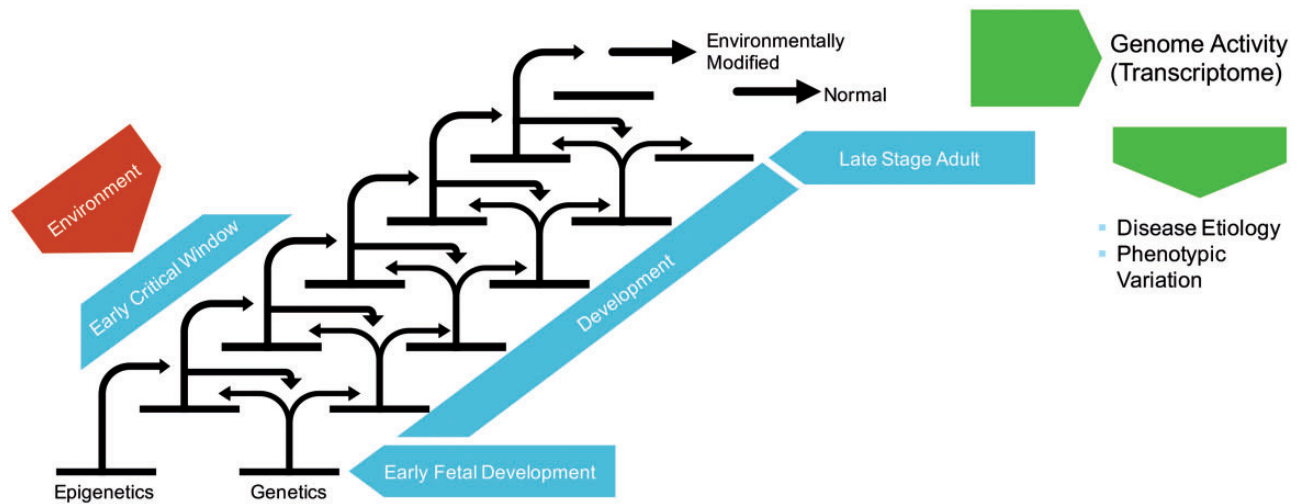 Environmentally
Modified
Normal
Genome Activity
(Transcriptome)
Environment
Early Critical Window
Late Stage Adult
Development
Disease Etiology
Phenotypic
Variation
Early Fetal Development
Epigenetics
Genetics